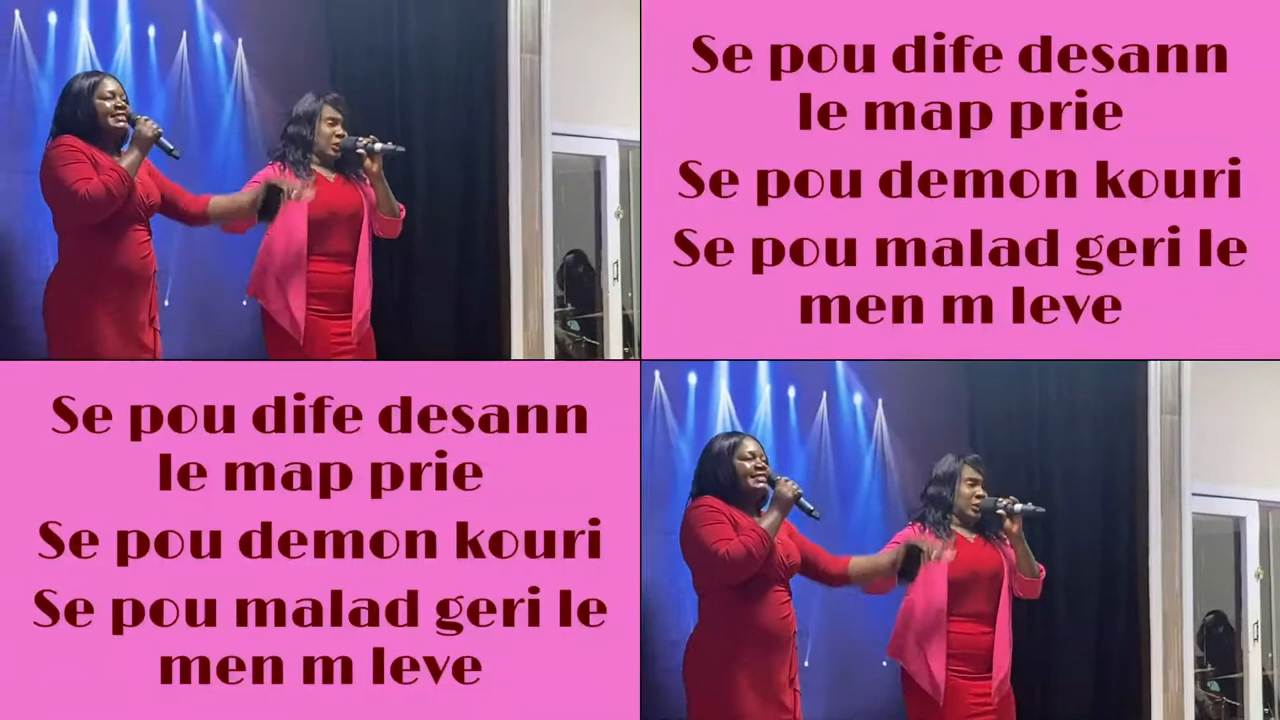 Se pou dife desann
le map prie
Se pou demon kouri
Se pou malad geri le
men m leve
Se pou dife desann
le map prie
Se pou demon kouri
Se pou malad geri le
men m leve